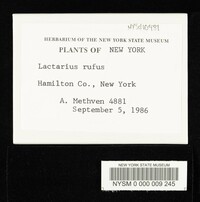 HERBARIUM OF THE NEW YORK STATE MUSEUM
PLANTS OF NEW YORK
Lactarius rufus
Hamilton Co., New York
A. Methven 4881
September 5, 1986
NEW YORK STATE MUSEUM
NYSM 0 000 009 245